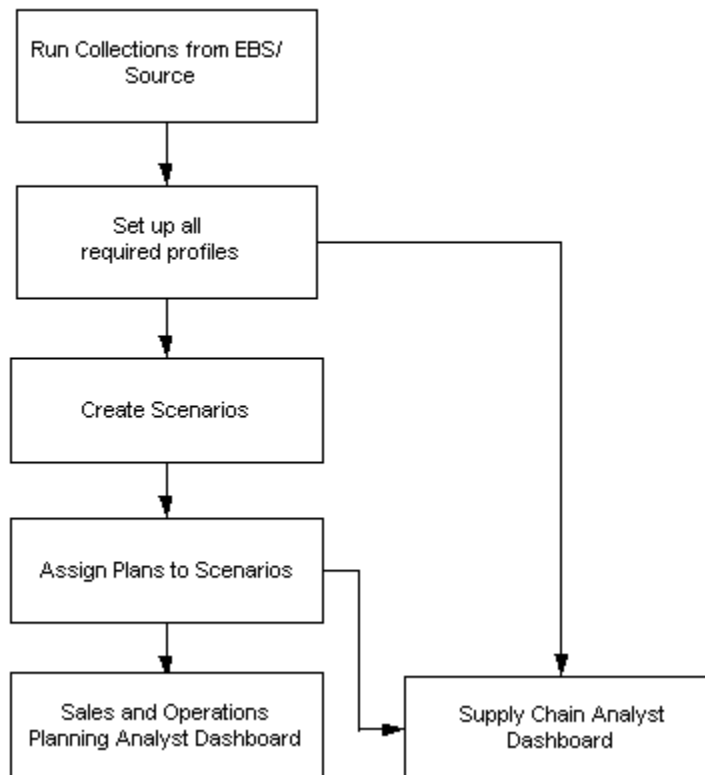 Run Collections from EBS/
Source
Set up all
required profiles
Create Scenarios
Assign Plans to Scenarios
Sales and Operations
Planning Analyst Dashboard
Supply Chain Analyst
Dashboard